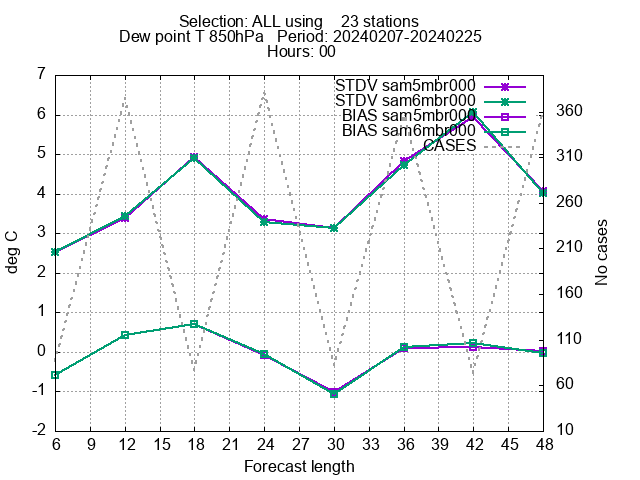 Selection: ALL using 23 stations
Dew point T 850hPa Period: 20240207-20240225
Hours: 00
STDV sam5mbr000
STDV sam6mbr000
BIAS sam5mbr000
BIAS sam6mbr000
CASES
7
6
5
4
3
2
1
0
-1
-2
deg C
360
310
260
210
160
110
60
10
No cases
6 9 12 15 18 21 24 27 30 33 36 39 42 45 48
Forecast length